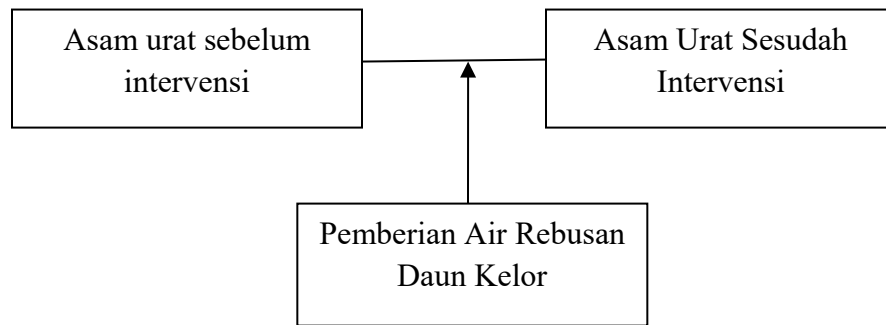 Asam urat sebelum
intervensi
Asam Urat Sesudah
Intervensi
Pemberian Air Rebusan
Daun Kelor